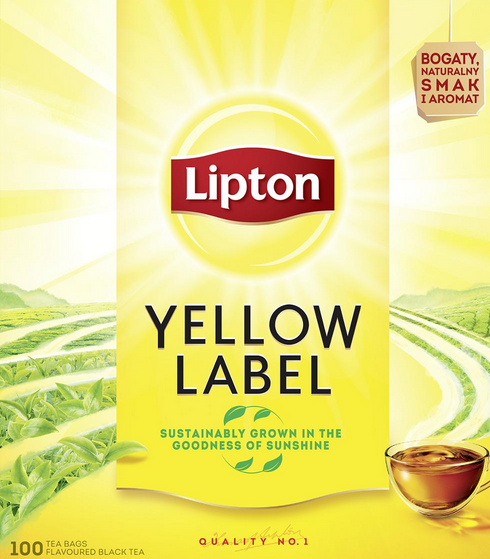 BOGATY,
NATURALNY
SMAK
I AROMAT
Lipton
YELLOW
LABEL
SUSTAINABLY GROWN IN THE
GOODNESS OF SUNSHINE
QUALITY NO.1
100 TEA BAGS
FLAVOURED BLACK TEA